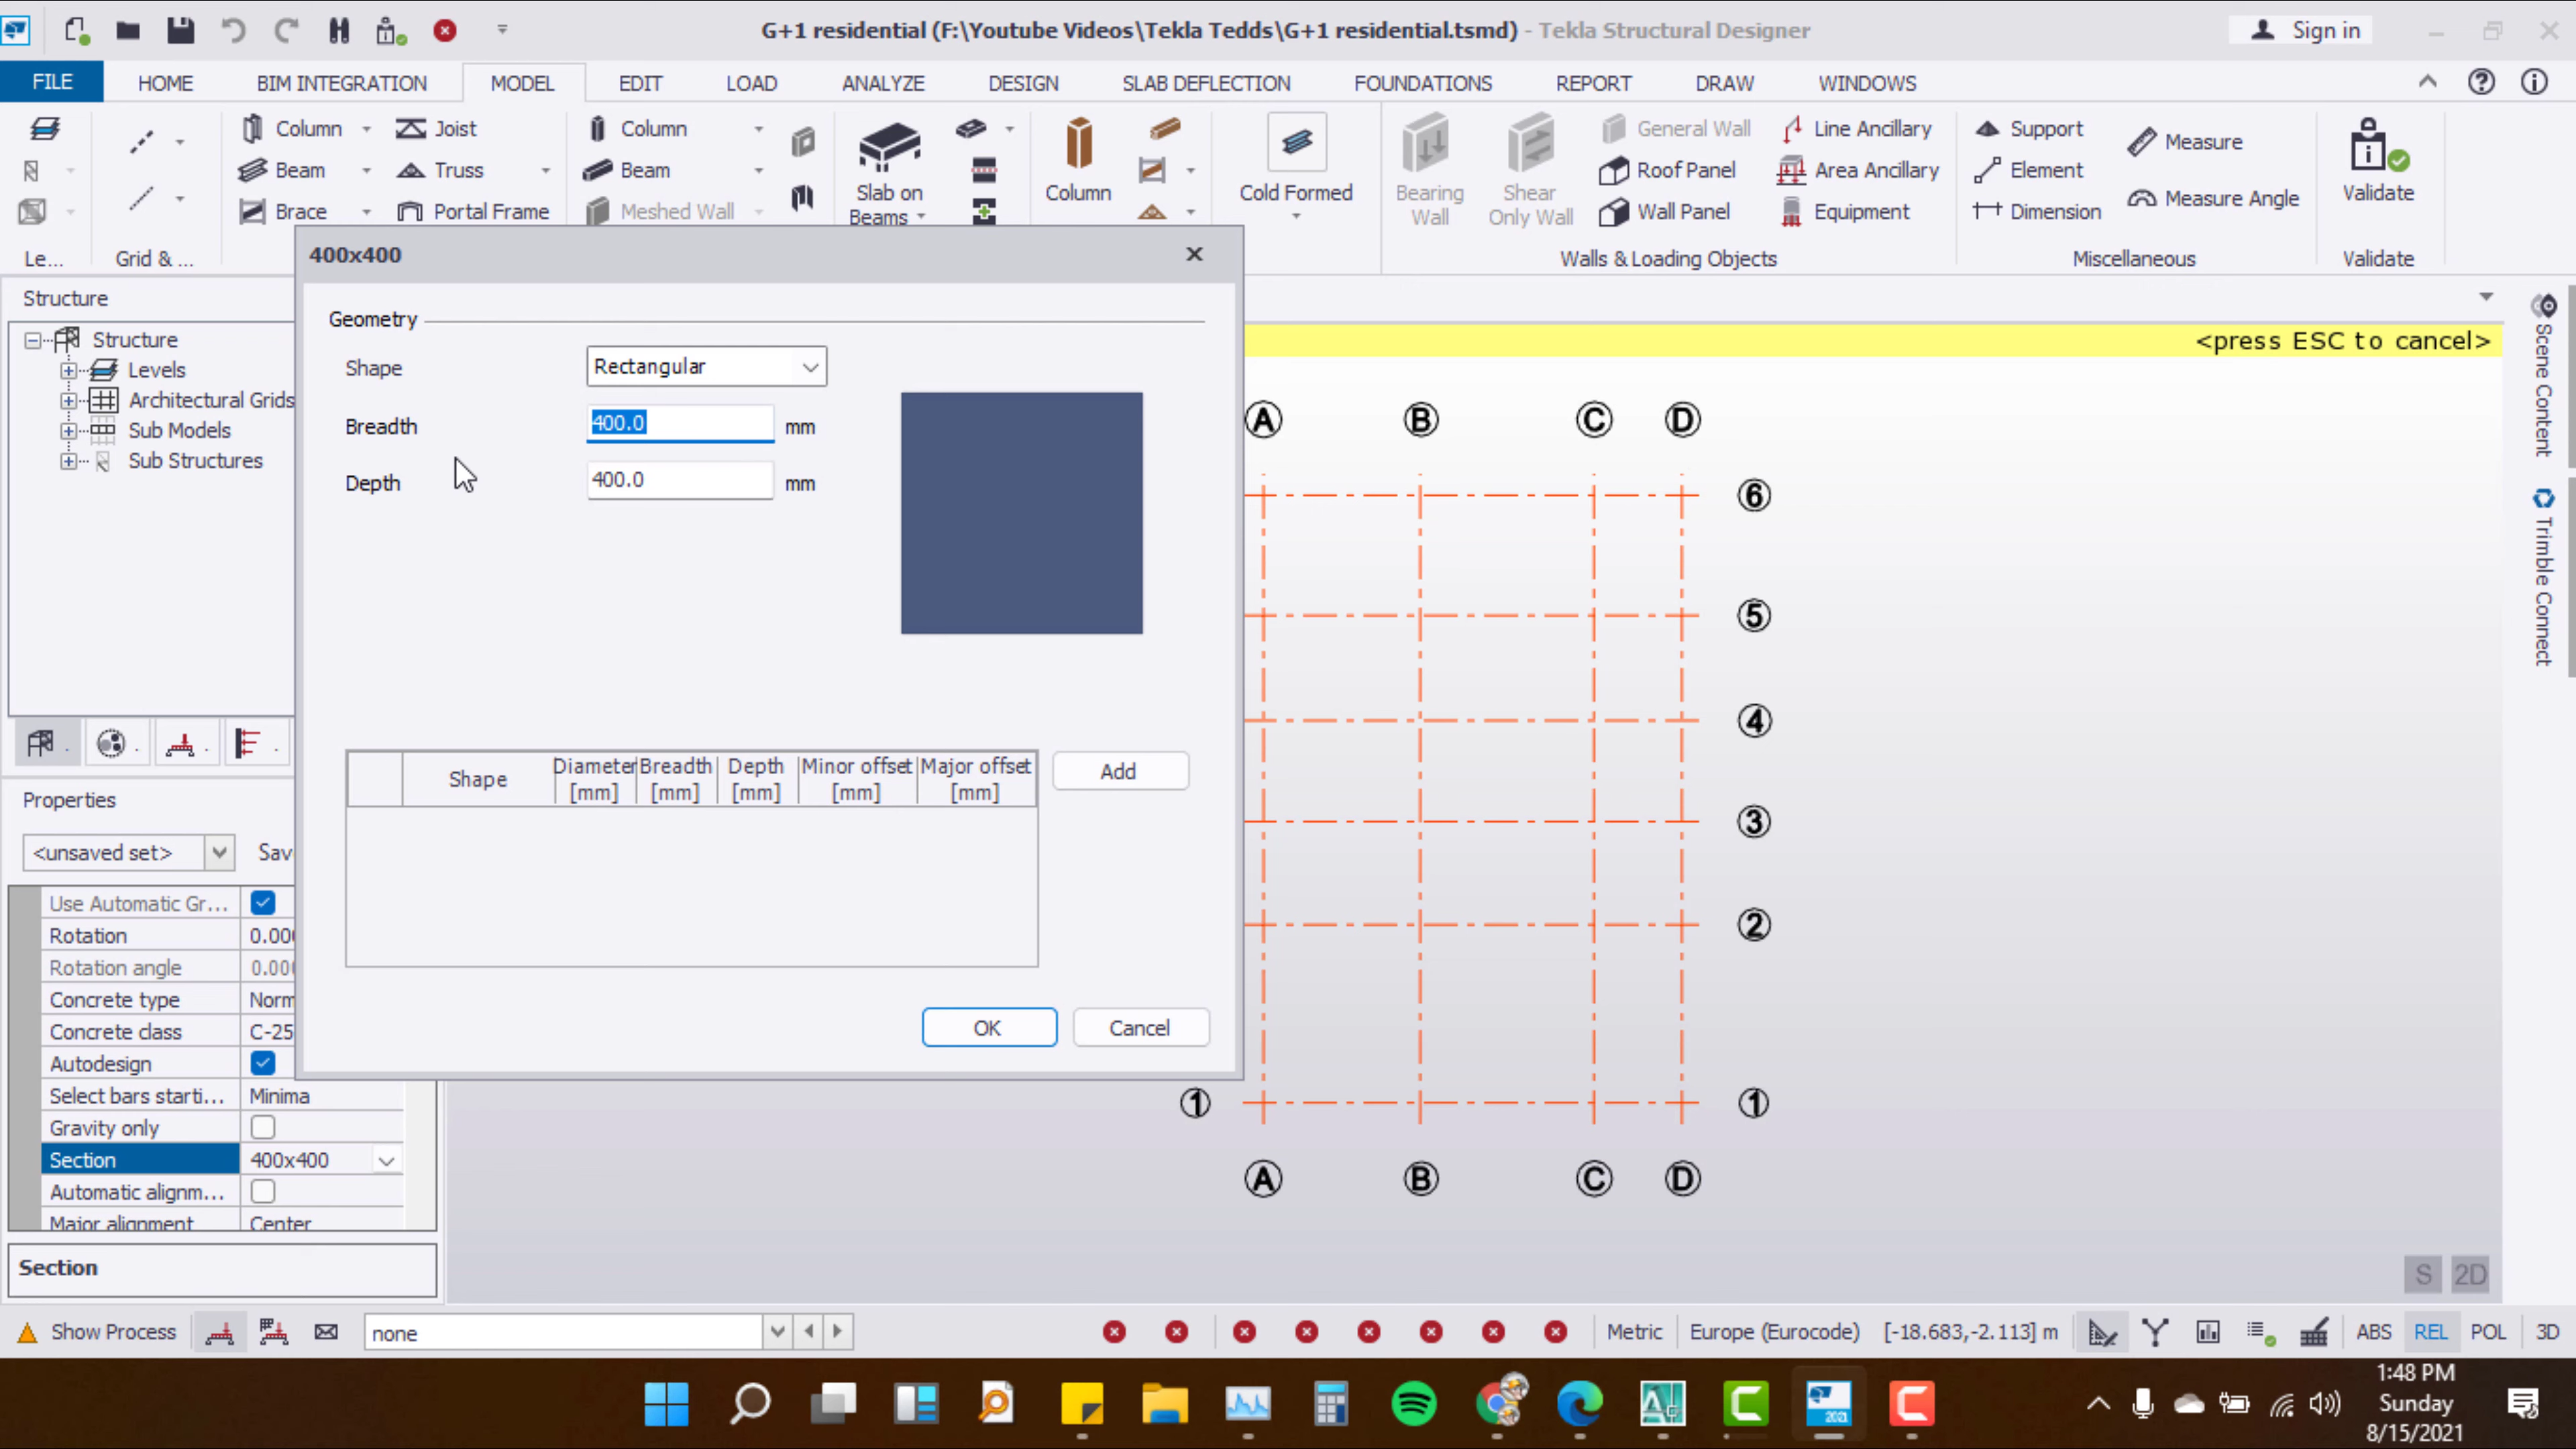 G+1 residential (F:\Youtube Videos\Tekla Tedds\G+1 residential.tsmd) - Tekla Structural Designer
Sign in
FILE HOME BIM INTEGRATION MODEL EDIT LOAD ANALYZE DESIGN SLAB DEFLECTION FOUNDATIONS REPORT DRAW WINDOWS
Column Joist Column General Wall Line Ancillary Support
Measure
Beam Truss Beam Roof Panel Area Ancillary Element
Slab on Beams
Column
Cold Formed
Bearing Wall
Shear Only Wall
Validate
Measure Angle
Brace Portal Frame Meshed Wall Wall Panel Equipment Dimension
Le... Grid & ... Walls & Loading Objects Miscellaneous Validate
400x400
Structure
Geometry
Structure
Levels
Architectural Grids
Sub Models
Sub Structures
Shape Rectangular
Breadth 400.0 mm
Depth 400.0 mm
<press ESC to cancel>
Scene Content
Trimble Connect
A B C D
6
5
4
3
2
1 1
A B C D
Shape Diameter [mm] Breadth [mm] Depth [mm] Minor offset [mm] Major offset [mm]
Add
OK Cancel
Properties
<unsaved set> Sav
Use Automatic Gr...
Rotation 0.00
Rotation angle 0.00
Concrete type Norm
Concrete class C-25
Autodesign
Select bars starti... Minima
Gravity only
Section 400x400
Automatic alignm...
Major alignment Center
Section
S 2D
Show Process none Metric Europe (Eurocode) [-18.683,-2.113] m ABS REL POL 3D
2021
1:48 PM
Sunday
8/15/2021